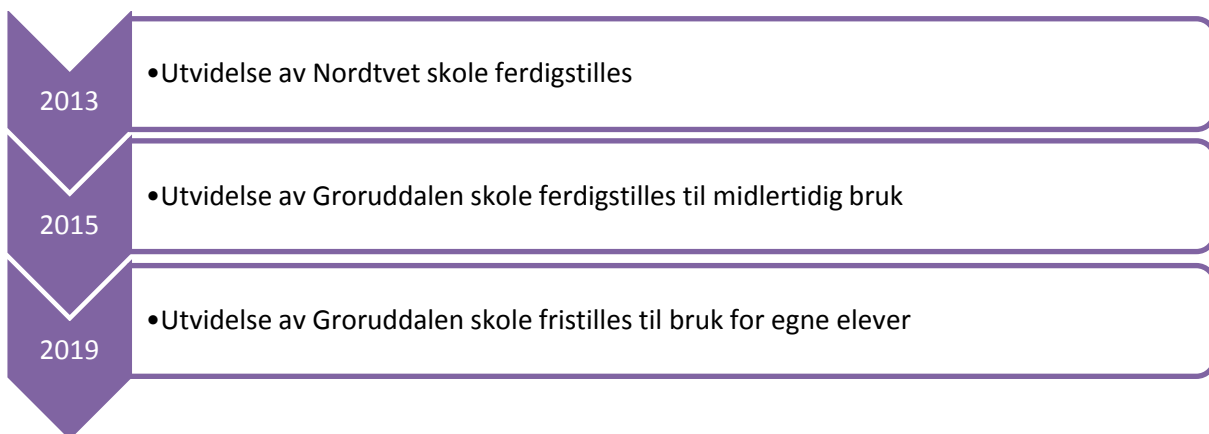 2013
•Utvidelse av Nordtvet skole ferdigstilles
2015
•Utvidelse av Groruddalen skole ferdigstilles til midlertidig bruk
2019
•Utvidelse av Groruddalen skole fristilles til bruk for egne elever